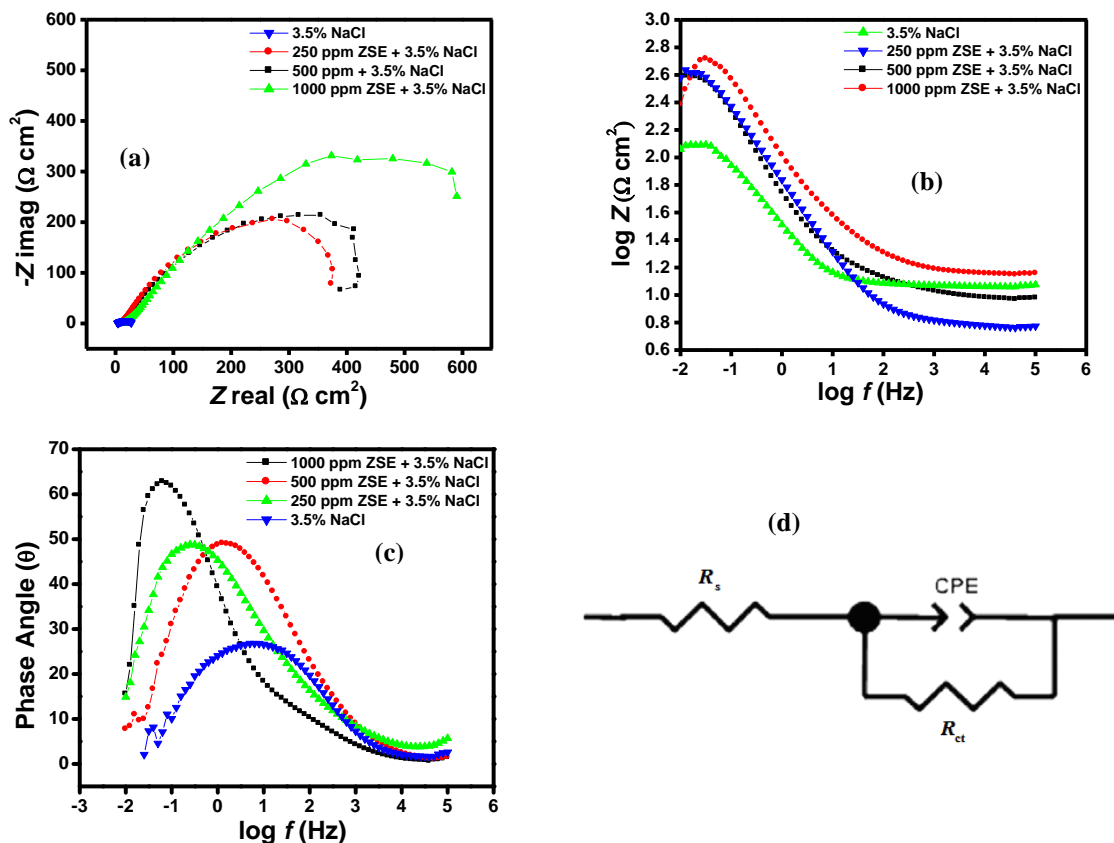 600
500
400
300
200
100
0
-Z imag (Ω cm²)
3.5% NaCl
250 ppm ZSE + 3.5% NaCl
500 ppm + 3.5% NaCl
1000 ppm ZSE + 3.5% NaCl
(a)
0 100 200 300 400 500 600
Z real (Ω cm²)
3.0
2.8
2.6
2.4
2.2
2.0
1.8
1.6
1.4
1.2
1.0
0.8
0.6
log Z (Ω cm²)
3.5% NaCl
250 ppm ZSE + 3.5% NaCl
500 ppm ZSE + 3.5% NaCl
1000 ppm ZSE + 3.5% NaCl
(b)
-2 -1 0 1 2 3 4 5 6
log f (Hz)
70
60
50
40
30
20
10
0
Phase Angle (θ)
1000 ppm ZSE + 3.5% NaCl
500 ppm ZSE + 3.5% NaCl
250 ppm ZSE + 3.5% NaCl
3.5% NaCl
(c)
-3 -2 -1 0 1 2 3 4 5 6
log f (Hz)
(d)
Rs
CPE
Rct